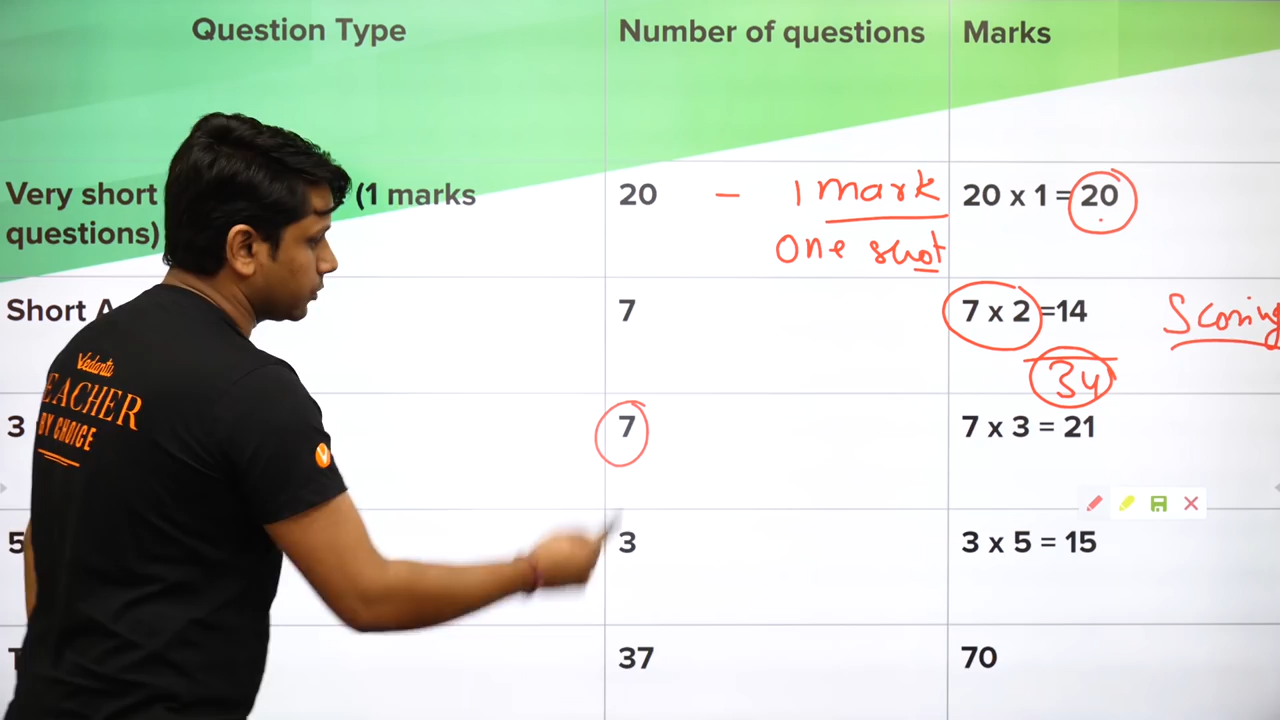 Question Type
Number of questions
Marks
Very short
(1 marks
questions)
20
– 1 mark
One shot
20 x 1 = 20
Short A
7
7 x 2 =14
Scoring
34
3
7
7 x 3 = 21
5
3
3 x 5 = 15
T
37
70
Vedantu
EACHER
BY CHOICE
V